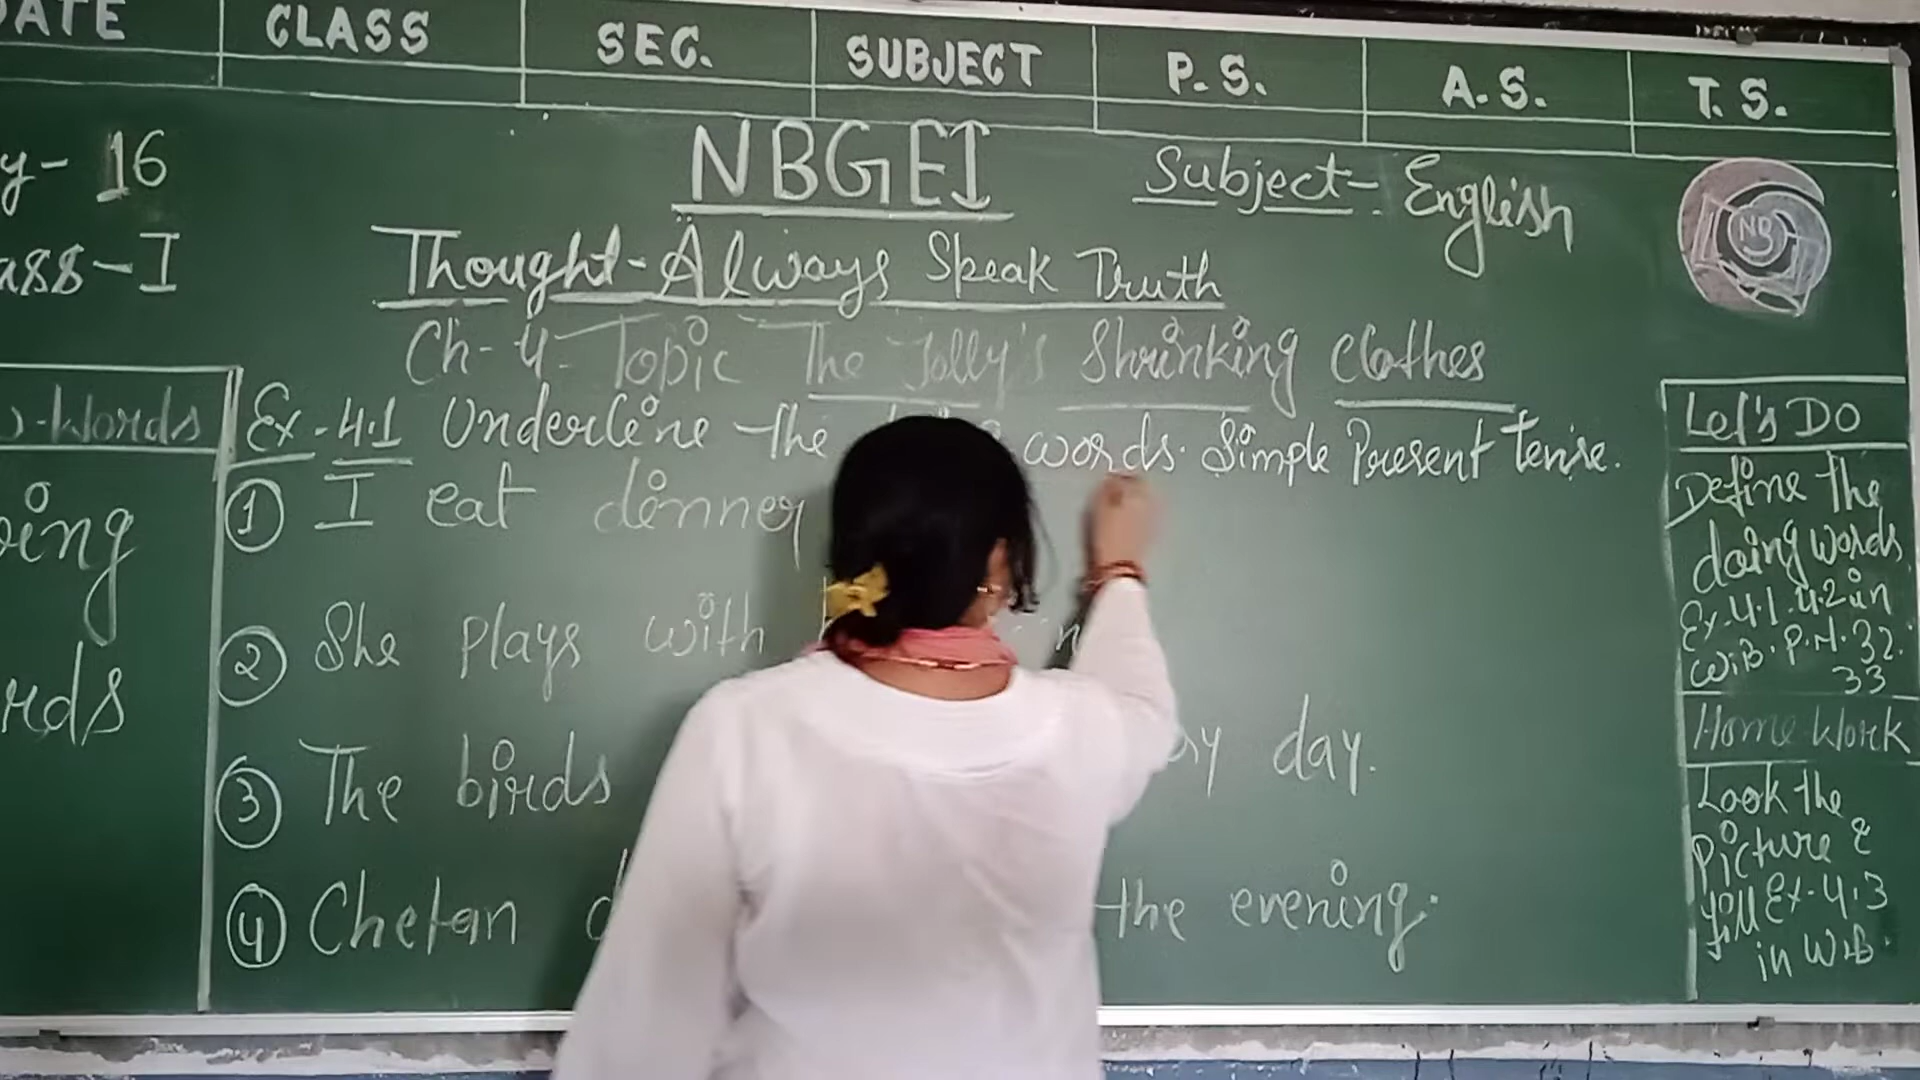 DATE CLASS SEC. SUBJECT P.S. A.S. T.S.
y- 16
NBGEI
Subject- English
ass-I
Thought- Always Speak Truth
Ch- 4 Topic The Jolly's Shrinking Clothes
Words
Ex-4.1 Underline the words. Simple Present tense.
① I eat dinner
② She plays with
③ The birds day.
④ Chetan the evening.
Let's DO
Define the
doing words
Ex-4.1.4.2 in
W.B. P.N. 32.
33
Home Work
Look the
Picture &
fill Ex-4.3
in W.B.